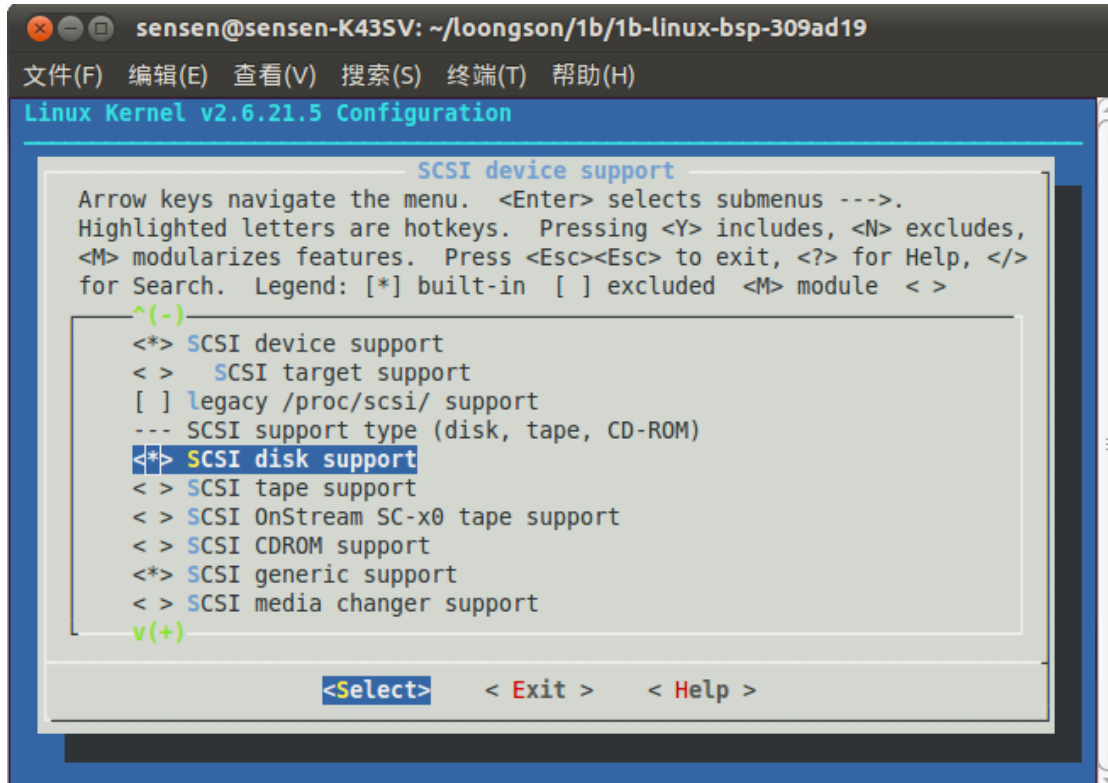 sensen@sensen-K43SV: ~/loongson/1b/1b-linux-bsp-309ad19
文件(F) 编辑(E) 查看(V) 搜索(S) 终端(T) 帮助(H)
Linux Kernel v2.6.21.5 Configuration
SCSI device support
Arrow keys navigate the menu.  <Enter> selects submenus --->.
Highlighted letters are hotkeys.  Pressing <Y> includes, <N> excludes,
<M> modularizes features.  Press <Esc><Esc> to exit, <?> for Help, </>
for Search.  Legend: [*] built-in  [ ] excluded  <M> module  < >
^(-)
<*> SCSI device support
< >   SCSI target support
[ ] legacy /proc/scsi/ support
--- SCSI support type (disk, tape, CD-ROM)
<*> SCSI disk support
< > SCSI tape support
< > SCSI OnStream SC-x0 tape support
< > SCSI CDROM support
<*> SCSI generic support
< > SCSI media changer support
v(+)
<Select>    < Exit >    < Help >